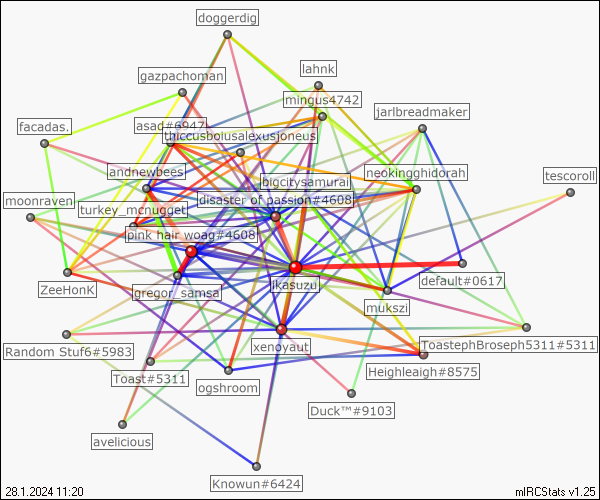 doggerdig
lahnk
gazpachoman
mingus4742
jarlbreadmaker
facadas.
asad#6947
thiccusbolusalexusjoneus
andnewbees
bigcitysamurai
neokingghidorah
tescoroll
moonraven
turkey_mcnugget
disaster of passion#4608
pink hair woag#4608
ZeeHonk
gregor_samsa
ikasuzu
mukszi
default#0617
Random Stuf6#5983
xenoyaut
ToastephBroseph5311#5311
Toast#5311
ogshroom
Heighleaigh#8575
Duck™#9103
avelicious
Knowun#6424
28.1.2024 11:20
mIRCStats v1.25